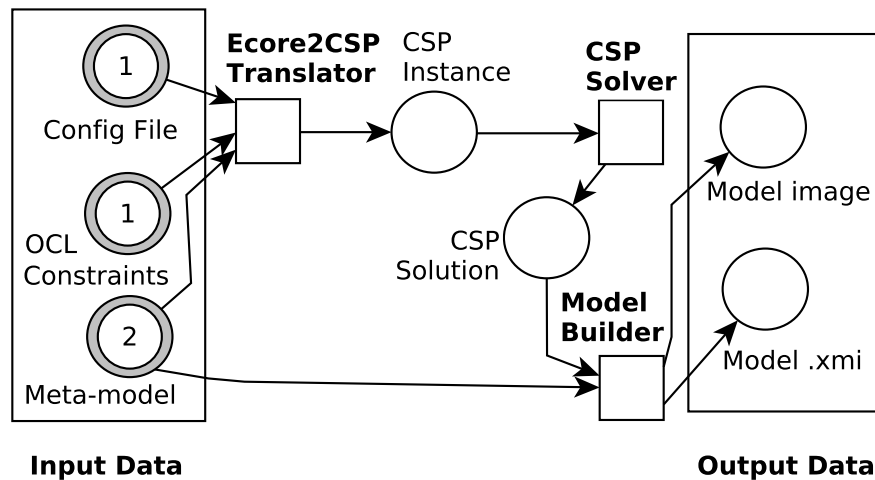 Ecore2CSP
Translator
CSP
Instance
CSP
Solver
1
Config File
1
OCL
Constraints
2
Meta-model
CSP
Solution
Model
Builder
Model image
Model .xmi
Input Data
Output Data